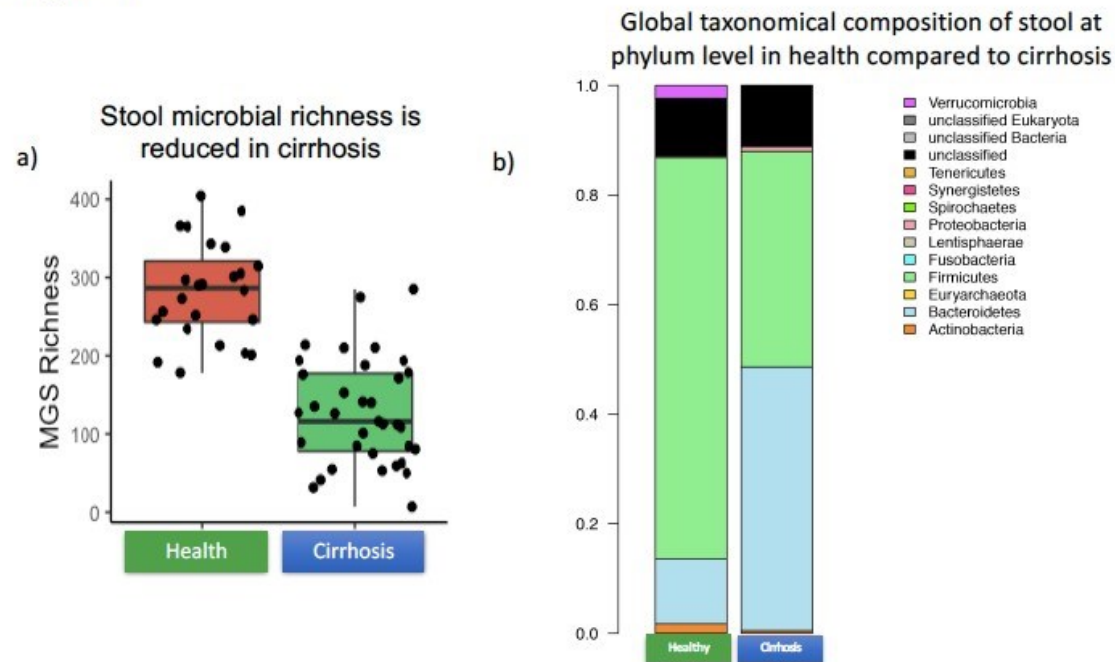 a)
Stool microbial richness is
reduced in cirrhosis
MGS Richness
400
300
200
100
0
Health
Cirrhosis
b)
Global taxonomical composition of stool at
phylum level in health compared to cirrhosis
1.0
0.8
0.6
0.4
0.2
0.0
Healthy
Cirrhosis
Verrucomicrobia
unclassified Eukaryota
unclassified Bacteria
unclassified
Tenericutes
Synergistetes
Spirochaetes
Proteobacteria
Lentisphaerae
Fusobacteria
Firmicutes
Euryarchaeota
Bacteroidetes
Actinobacteria